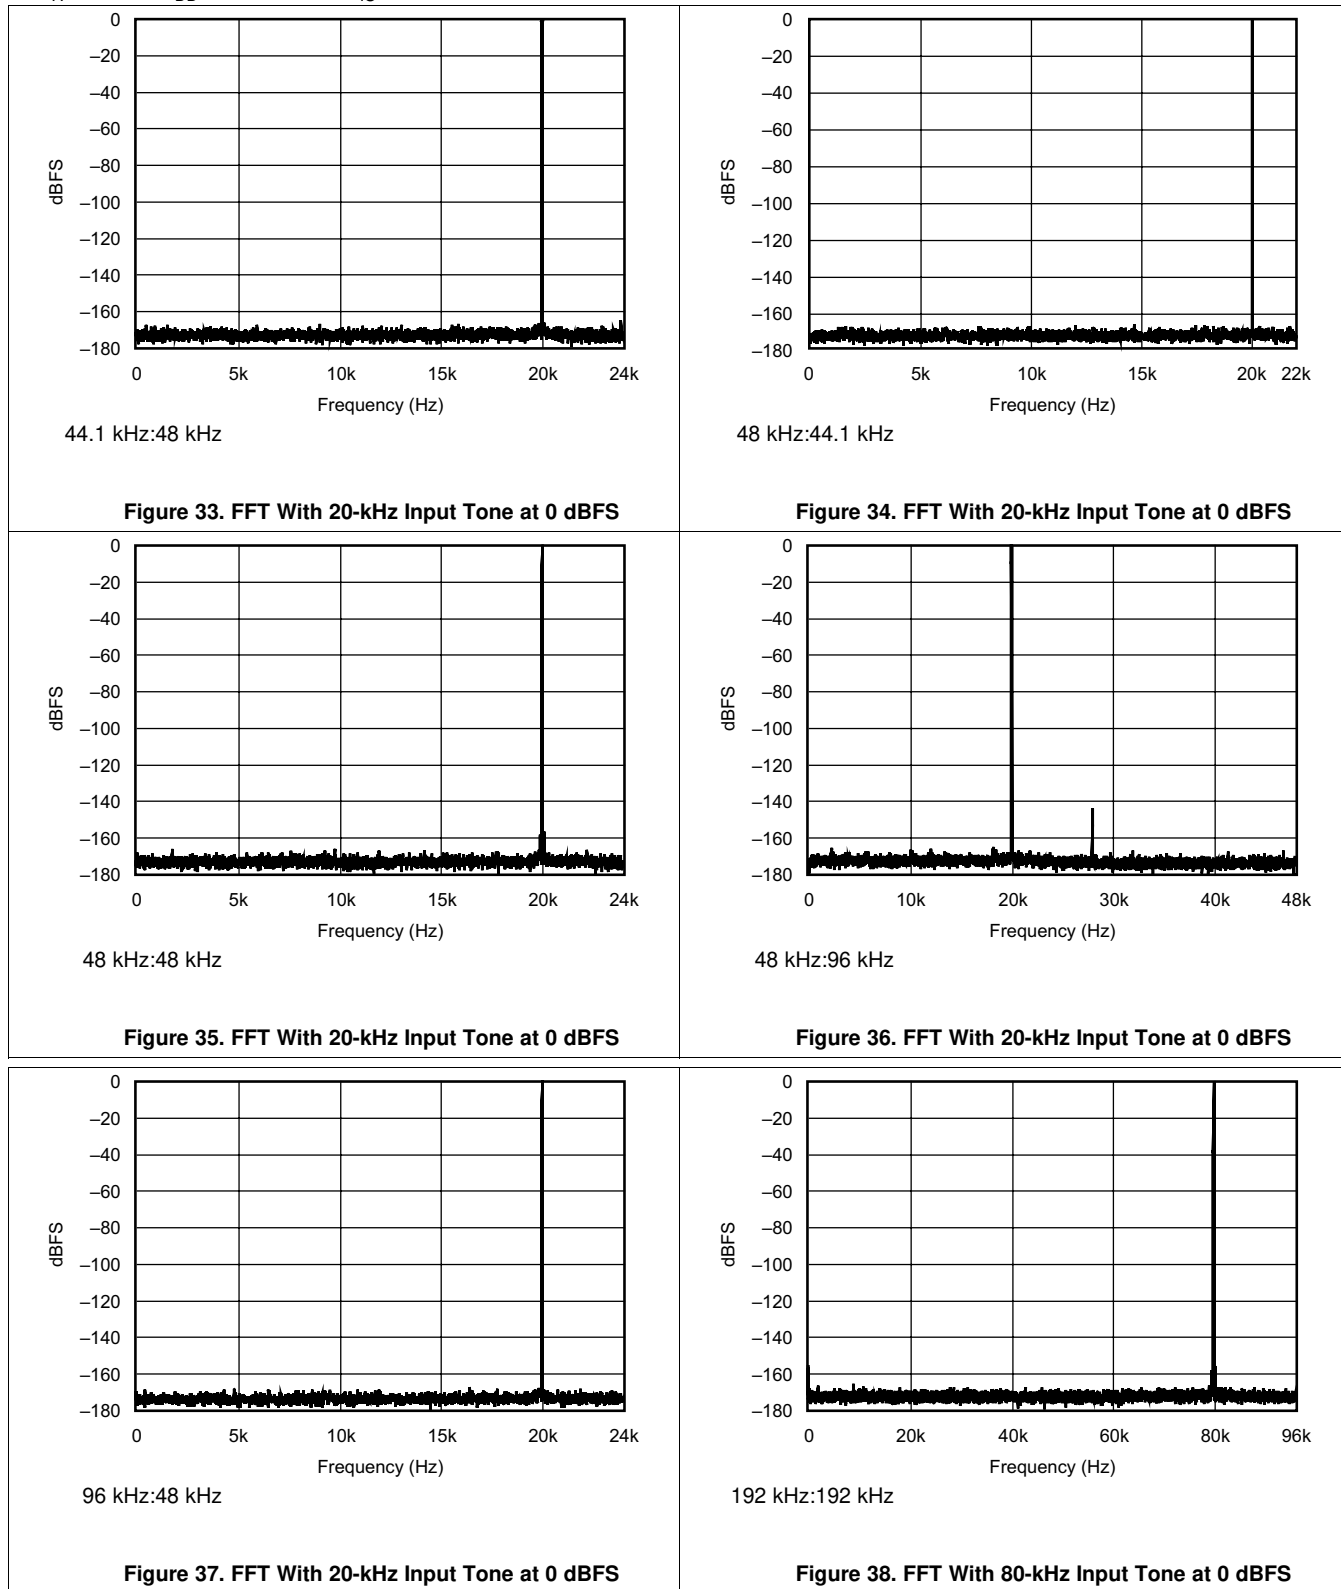 0
–20
–40
–60
–80
–100
–120
–140
–160
–180
dBFS
0 5k 10k 15k 20k 24k
Frequency (Hz)
44.1 kHz:48 kHz
Figure 33. FFT With 20-kHz Input Tone at 0 dBFS
0
–20
–40
–60
–80
–100
–120
–140
–160
–180
dBFS
0 5k 10k 15k 20k 22k
Frequency (Hz)
48 kHz:44.1 kHz
Figure 34. FFT With 20-kHz Input Tone at 0 dBFS
0
–20
–40
–60
–80
–100
–120
–140
–160
–180
dBFS
0 5k 10k 15k 20k 24k
Frequency (Hz)
48 kHz:48 kHz
Figure 35. FFT With 20-kHz Input Tone at 0 dBFS
0
–20
–40
–60
–80
–100
–120
–140
–160
–180
dBFS
0 10k 20k 30k 40k 48k
Frequency (Hz)
48 kHz:96 kHz
Figure 36. FFT With 20-kHz Input Tone at 0 dBFS
0
–20
–40
–60
–80
–100
–120
–140
–160
–180
dBFS
0 5k 10k 15k 20k 24k
Frequency (Hz)
96 kHz:48 kHz
Figure 37. FFT With 20-kHz Input Tone at 0 dBFS
0
–20
–40
–60
–80
–100
–120
–140
–160
–180
dBFS
0 20k 40k 60k 80k 96k
Frequency (Hz)
192 kHz:192 kHz
Figure 38. FFT With 80-kHz Input Tone at 0 dBFS